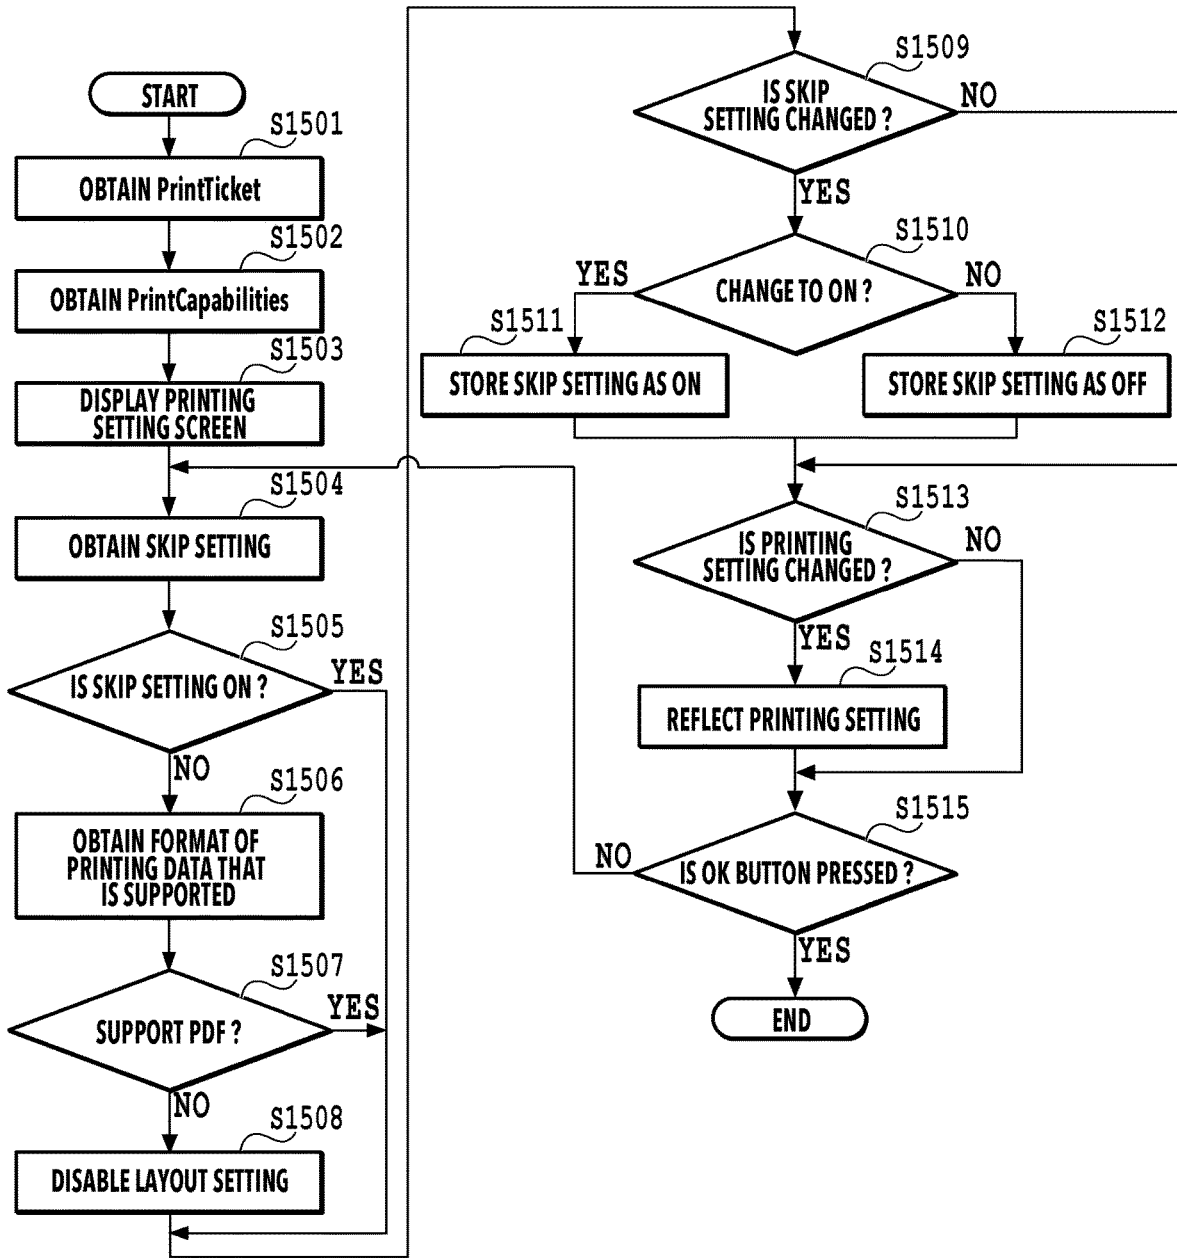 START
S1501
OBTAIN PrintTicket
S1502
OBTAIN PrintCapabilities
S1503
DISPLAY PRINTING
SETTING SCREEN
S1504
OBTAIN SKIP SETTING
S1505
IS SKIP SETTING ON ?
YES
NO
S1506
OBTAIN FORMAT OF
PRINTING DATA THAT
IS SUPPORTED
S1507
SUPPORT PDF ?
YES
NO
S1508
DISABLE LAYOUT SETTING
S1509
IS SKIP
SETTING CHANGED ?
NO
YES
S1510
CHANGE TO ON ?
YES
NO
S1511
STORE SKIP SETTING AS ON
S1512
STORE SKIP SETTING AS OFF
S1513
IS PRINTING
SETTING CHANGED ?
NO
YES
S1514
REFLECT PRINTING SETTING
S1515
IS OK BUTTON PRESSED ?
NO
YES
END